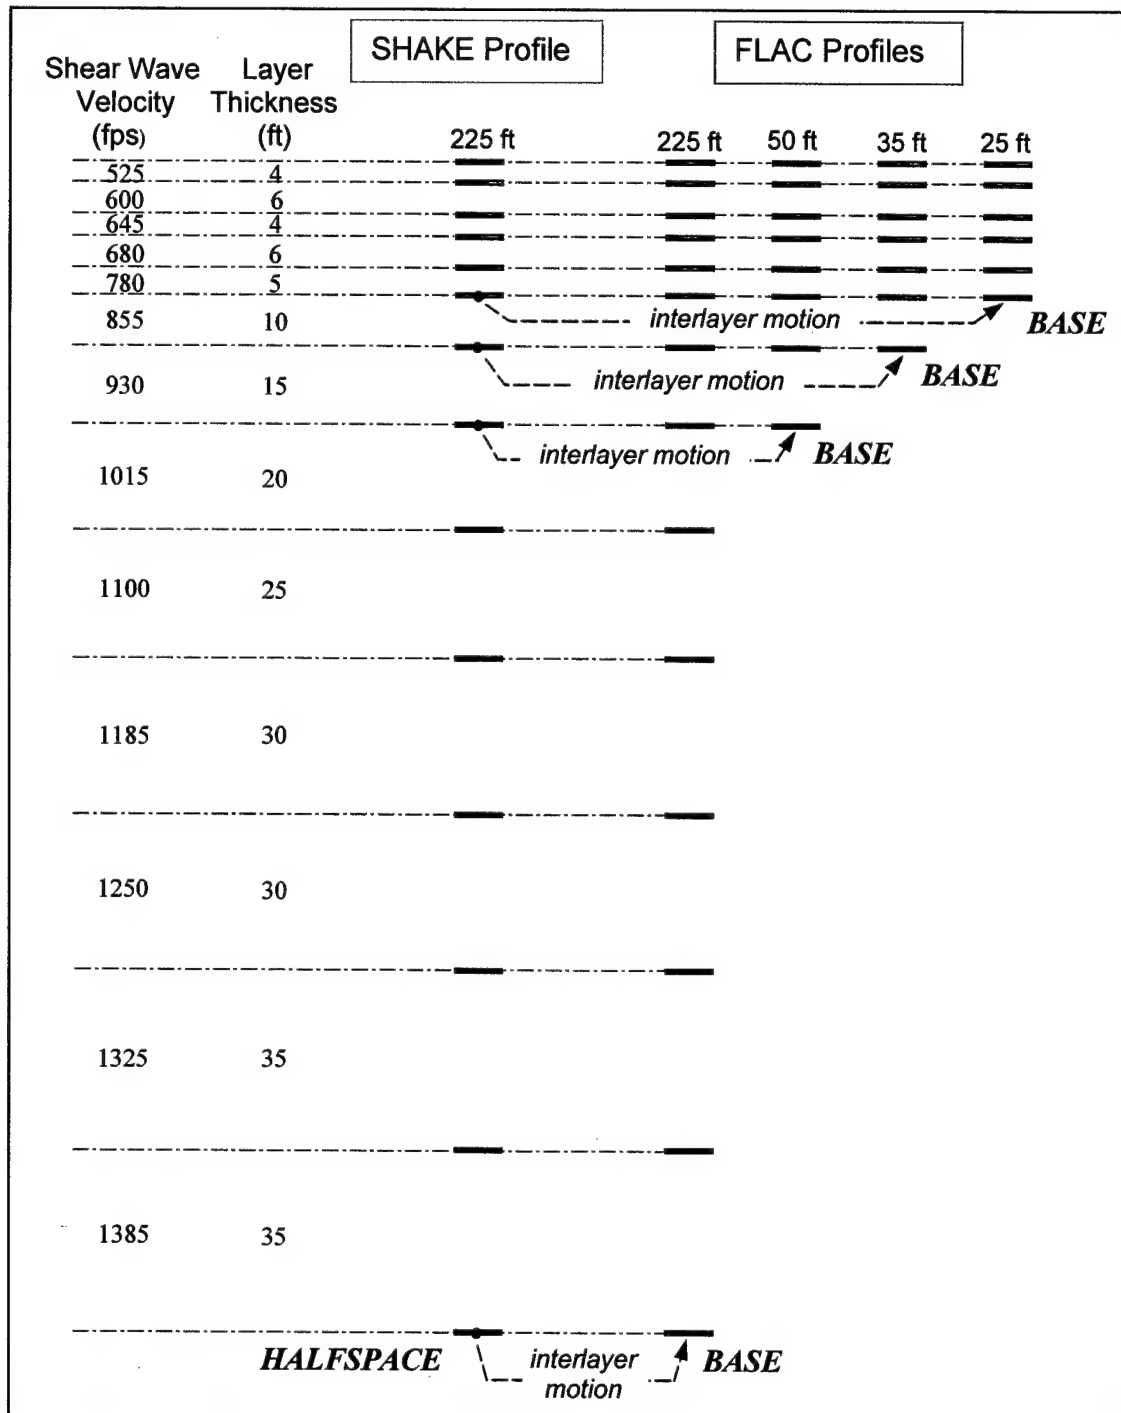 SHAKE Profile
FLAC Profiles
Shear Wave Velocity (fps)
Layer Thickness (ft)
225 ft 225 ft 50 ft 35 ft 25 ft
525 4
600 6
645 4
680 6
780 5
855 10 interlayer motion BASE
930 15 interlayer motion BASE
1015 20 interlayer motion BASE
1100 25
1185 30
1250 30
1325 35
1385 35
HALFSPACE interlayer motion BASE